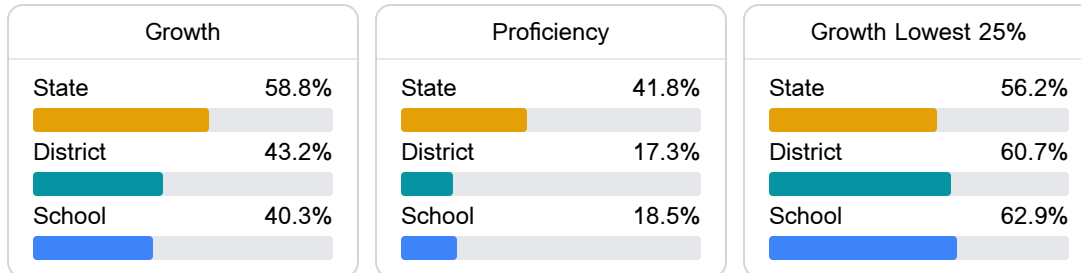 Growth
State 58.8%
District 43.2%
School 40.3%
Proficiency
State 41.8%
District 17.3%
School 18.5%
Growth Lowest 25%
State 56.2%
District 60.7%
School 62.9%